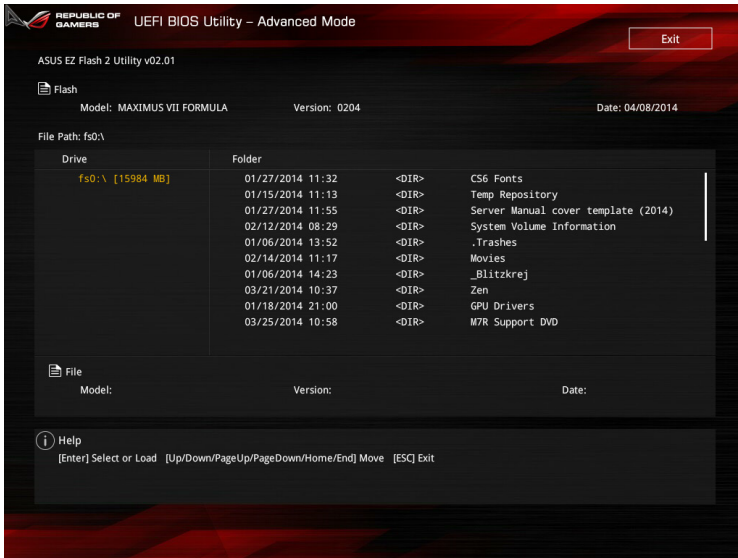 REPUBLIC OF
GAMERS
UEFI BIOS Utility – Advanced Mode
Exit
ASUS EZ Flash 2 Utility v02.01
Flash
Model: MAXIMUS VII FORMULA Version: 0204 Date: 04/08/2014
File Path: fs0:\
Drive Folder
fs0:\ [15984 MB] 01/27/2014 11:32 <DIR> CS6 Fonts
01/15/2014 11:13 <DIR> Temp Repository
01/27/2014 11:55 <DIR> Server Manual cover template (2014)
02/12/2014 08:29 <DIR> System Volume Information
01/06/2014 13:52 <DIR> .Trashes
02/14/2014 11:17 <DIR> Movies
01/06/2014 14:23 <DIR> _Blitzkrej
03/21/2014 10:37 <DIR> Zen
01/18/2014 21:00 <DIR> GPU Drivers
03/25/2014 10:58 <DIR> M7R Support DVD
File
Model: Version: Date:
Help
[Enter] Select or Load [Up/Down/PageUp/PageDown/Home/End] Move [ESC] Exit